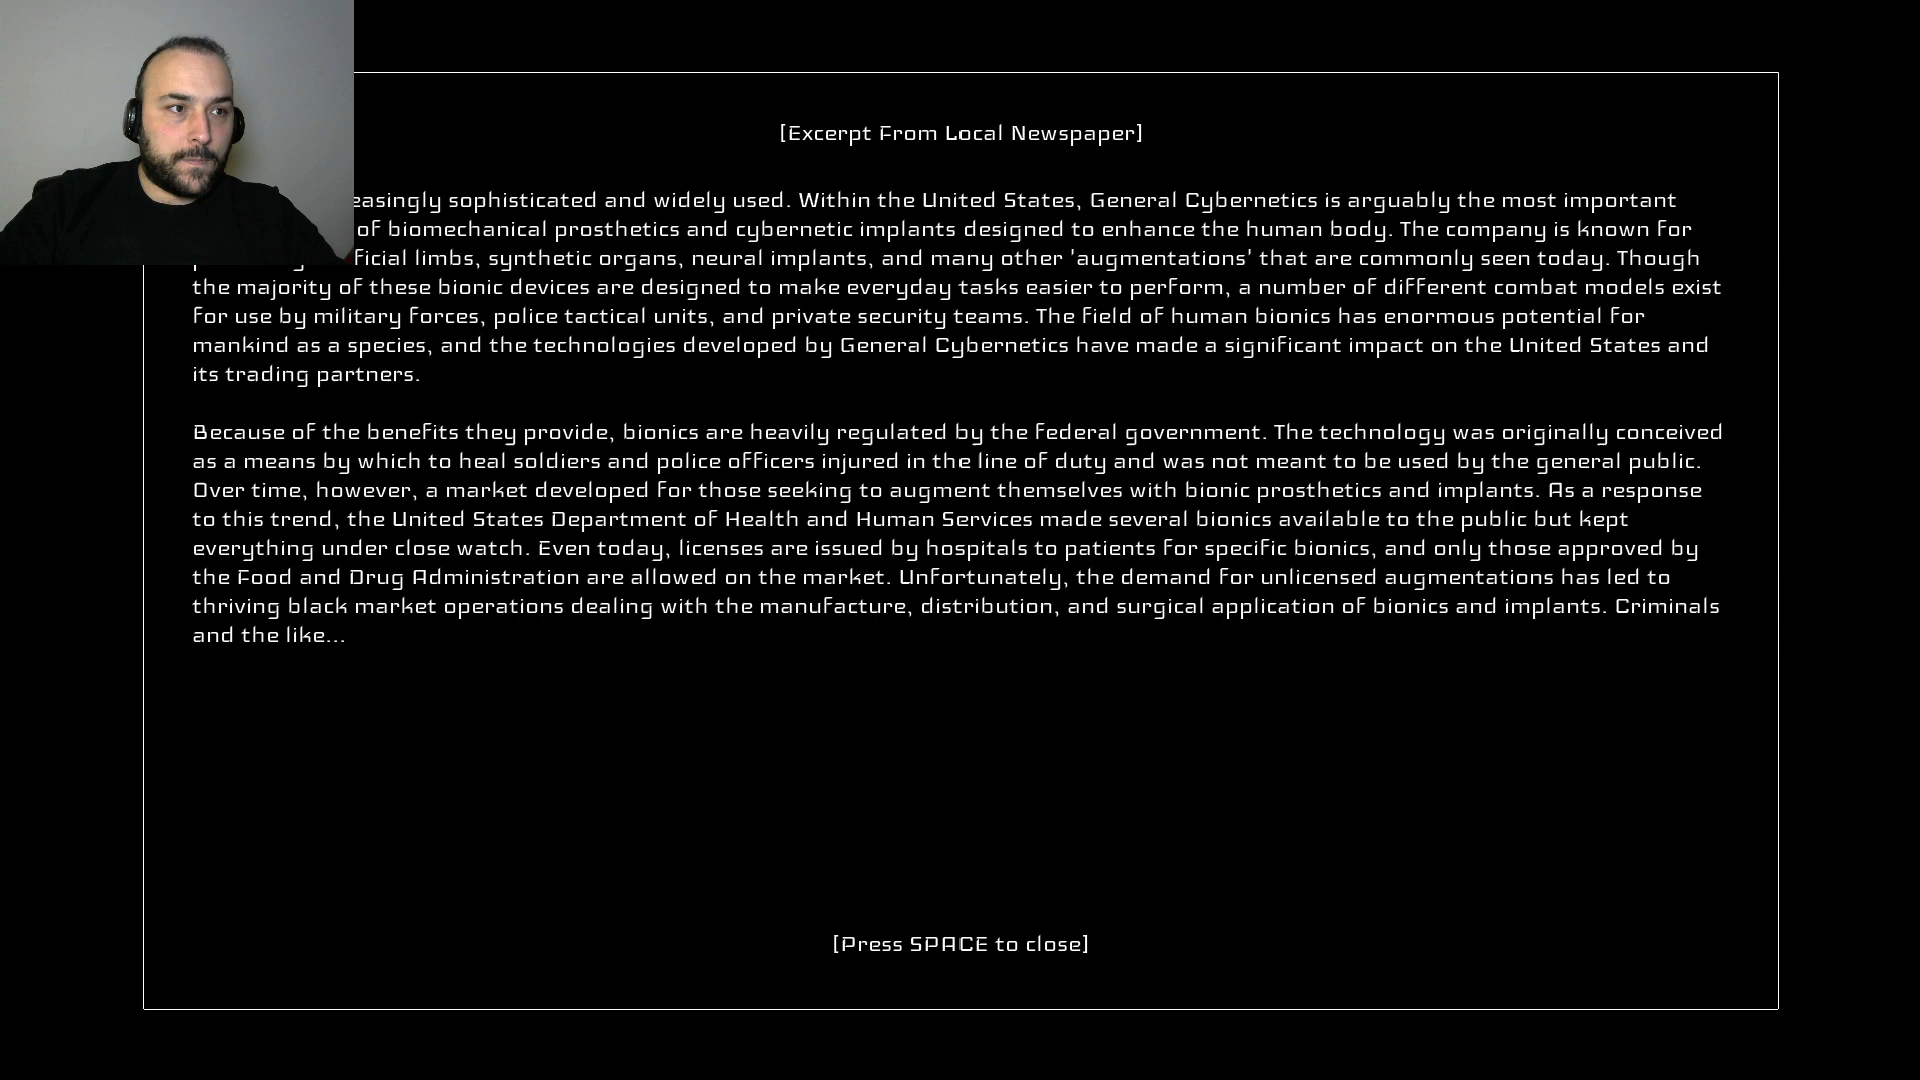 [Excerpt From Local Newspaper]
sophisticated and widely used. Within the United States, General Cybernetics is arguably the most important
of biomechanical prosthetics and cybernetic implants designed to enhance the human body. The company is known for
limbs, synthetic organs, neural implants, and many other 'augmentations' that are commonly seen today. Though
the majority of these bionic devices are designed to make everyday tasks easier to perform, a number of different combat models exist
for use by military forces, police tactical units, and private security teams. The field of human bionics has enormous potential for
mankind as a species, and the technologies developed by General Cybernetics have made a significant impact on the United States and
its trading partners.
Because of the benefits they provide, bionics are heavily regulated by the federal government. The technology was originally conceived
as a means by which to heal soldiers and police officers injured in the line of duty and was not meant to be used by the general public.
Over time, however, a market developed for those seeking to augment themselves with bionic prosthetics and implants. As a response
to this trend, the United States Department of Health and Human Services made several bionics available to the public but kept
everything under close watch. Even today, licenses are issued by hospitals to patients for specific bionics, and only those approved by
the Food and Drug Administration are allowed on the market. Unfortunately, the demand for unlicensed augmentations has led to
thriving black market operations dealing with the manufacture, distribution, and surgical application of bionics and implants. Criminals
and the like...
[Press SPACE to close]